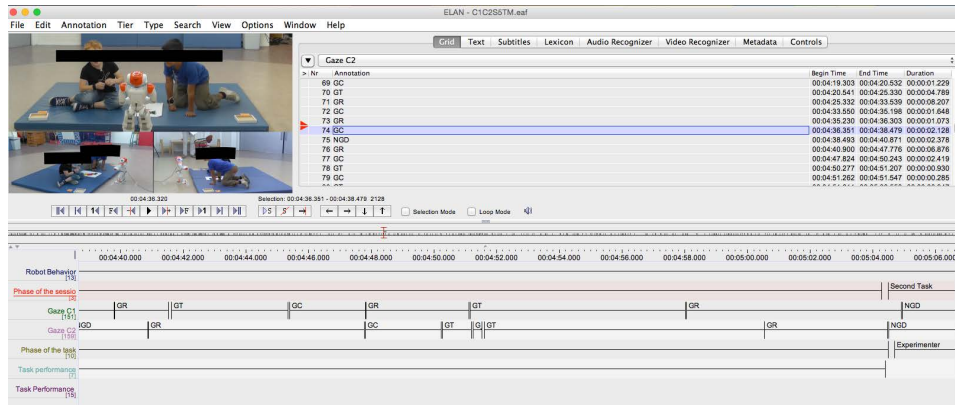 ELAN - C1C2S5TM.eaf
File Edit Annotation Tier Type Search View Options Window Help
Grid Text Subtitles Lexicon Audio Recognizer Video Recognizer Metadata Controls
Gaze C2
> Nr Annotation Begin Time End Time Duration
69 GC 00:04:19.303 00:04:20.532 00:00:01.229
70 GT 00:04:20.541 00:04:25.330 00:00:04.789
71 GR 00:04:25.332 00:04:33.539 00:00:08.207
72 GC 00:04:33.550 00:04:35.198 00:00:01.648
73 GR 00:04:35.230 00:04:36.303 00:00:01.073
74 GC 00:04:36.351 00:04:38.479 00:00:02.128
75 NGD 00:04:38.493 00:04:40.871 00:00:02.378
76 GR 00:04:40.900 00:04:47.776 00:00:06.876
77 GC 00:04:47.824 00:04:50.243 00:00:02.419
78 GT 00:04:50.277 00:04:51.207 00:00:00.930
79 GC 00:04:51.262 00:04:51.547 00:00:00.285
00:04:36.320
Selection: 00:04:36.351 - 00:04:38.479 2128
Selection Mode Loop Mode
00:04:40.000 00:04:42.000 00:04:44.000 00:04:46.000 00:04:48.000 00:04:50.000 00:04:52.000 00:04:54.000 00:04:56.000 00:04:58.000 00:05:00.000 00:05:02.000 00:05:04.000 00:05:06.000
Robot Behavior
[13]
Phase of the sessio Second Task
[3]
Gaze C1 GR GT GC GR GT GR NGD
[151]
Gaze C2 GR GC GT G GT GR NGD
[159]
Phase of the task Experimenter
[10]
Task performance
[7]
Task Performance
[15]